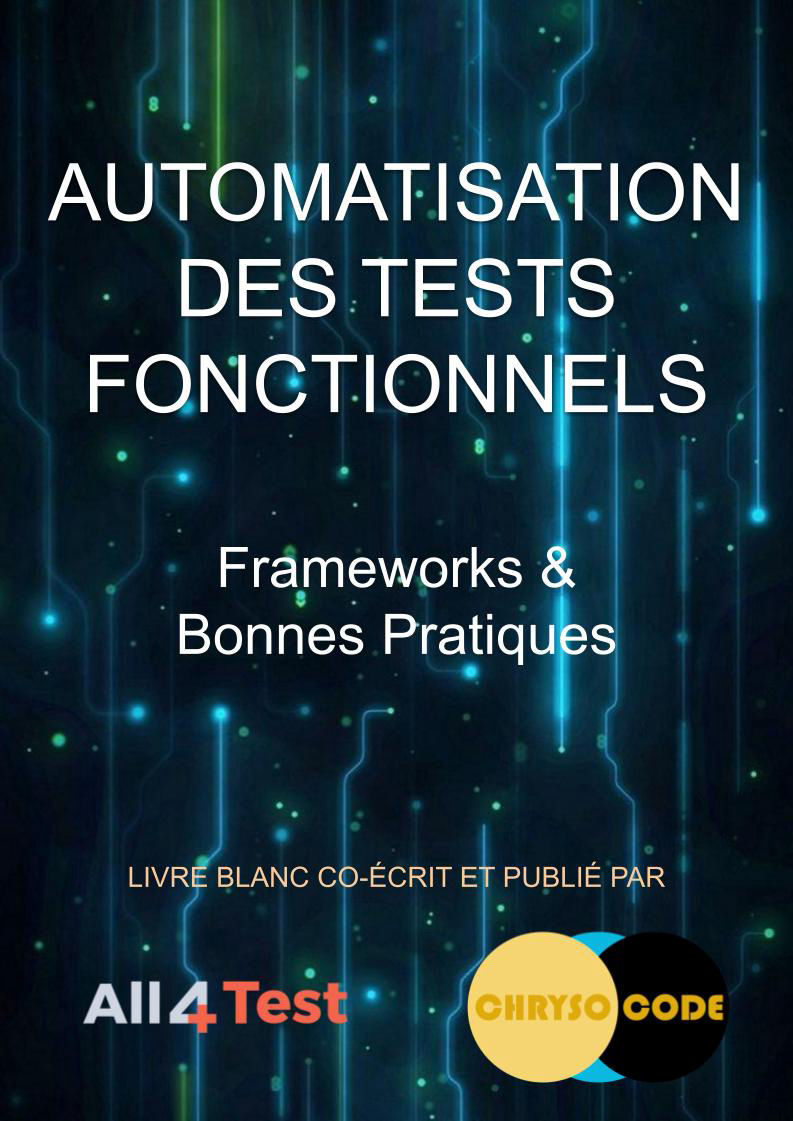 AUTOMATISATION
DES TESTS
FONCTIONNELS
Frameworks &
Bonnes Pratiques
LIVRE BLANC CO-ÉCRIT ET PUBLIÉ PAR
All4Test
CHRYSO CODE